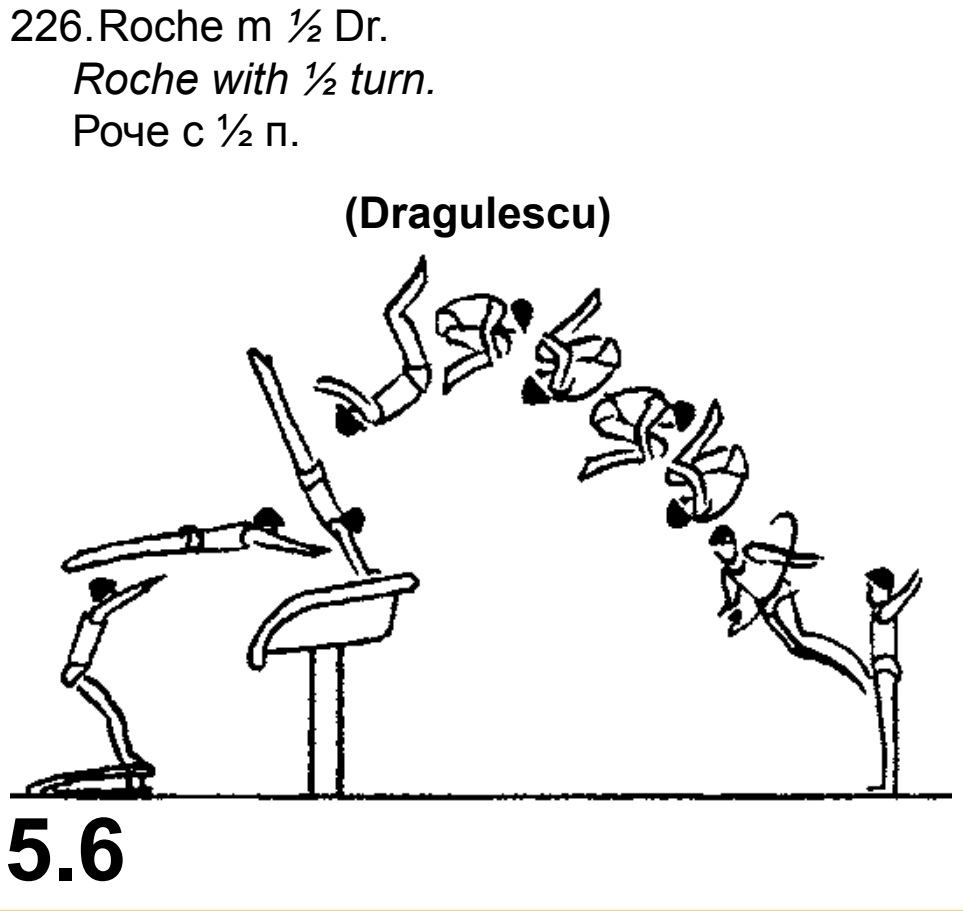 226.Roche m ½ Dr.
Roche with ½ turn.
Роче с ½ п.
(Dragulescu)
5.6